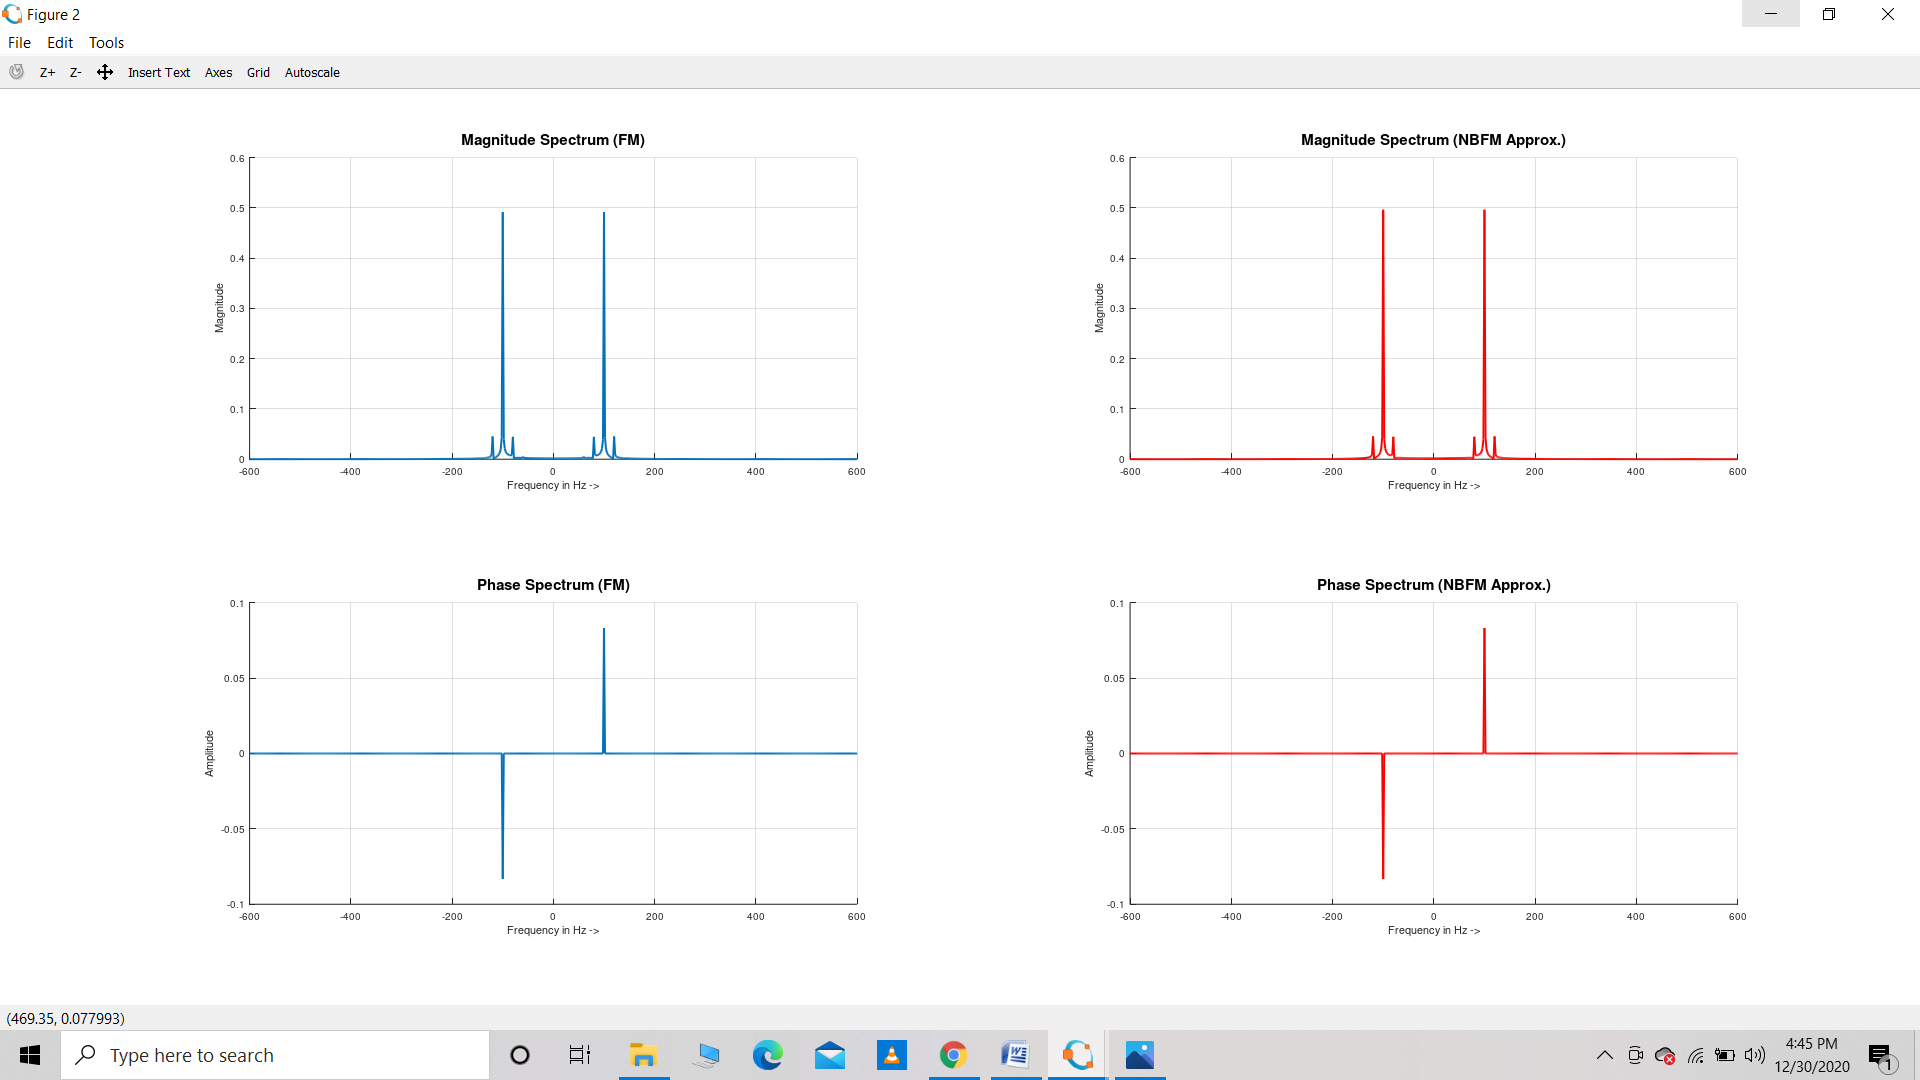 Figure 2
File Edit Tools
Z+ Z- Insert Text Axes Grid Autoscale
Magnitude Spectrum (FM)
0.6
0.5
0.4
0.3
0.2
0.1
0
Magnitude
-600 -400 -200 0 200 400 600
Frequency in Hz ->
Magnitude Spectrum (NBFM Approx.)
0.6
0.5
0.4
0.3
0.2
0.1
0
Magnitude
-600 -400 -200 0 200 400 600
Frequency in Hz ->
Phase Spectrum (FM)
0.1
0.05
0
-0.05
-0.1
Amplitude
-600 -400 -200 0 200 400 600
Frequency in Hz ->
Phase Spectrum (NBFM Approx.)
0.1
0.05
0
-0.05
-0.1
Amplitude
-600 -400 -200 0 200 400 600
Frequency in Hz ->
(469.35, 0.077993)
Type here to search
4:45 PM
12/30/2020
1